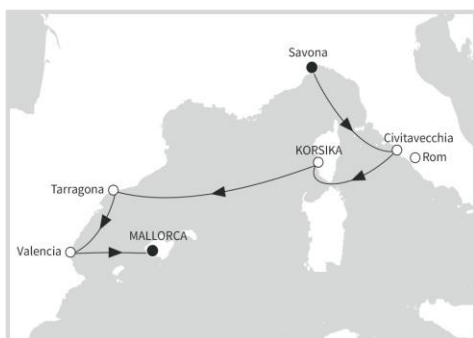 Savona
Civitavecchia
KORSIKA
Rom
Tarragona
MALLORCA
Valencia